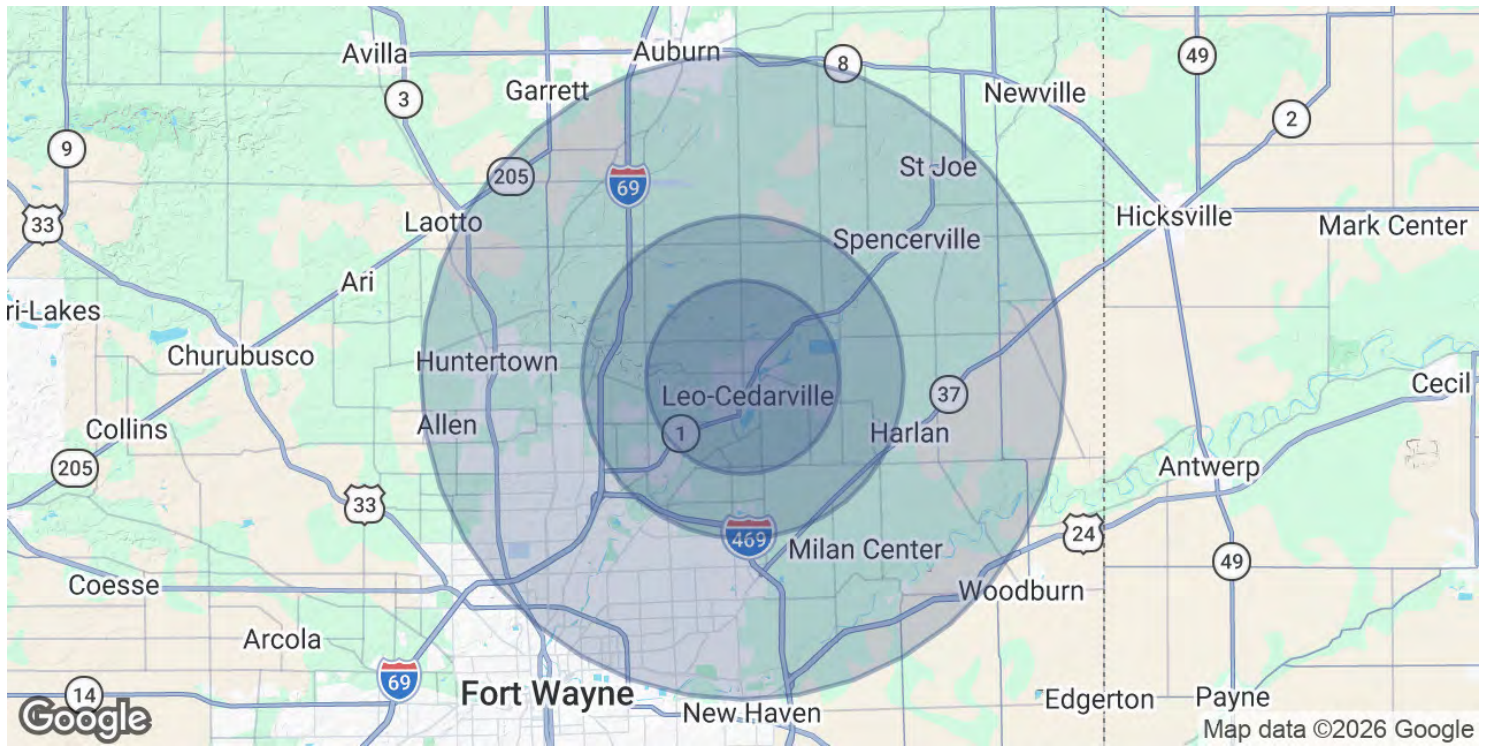 Avilla
Auburn
8
49
Garrett
Newville
3
2
9
205
69
St Joe
33
Laotto
Hicksville
Mark Center
Spencerville
Ari
ri-Lakes
Churubusco
Huntertown
Cecil
Leo-Cedarville
37
Allen
1
Harlan
Collins
205
Antwerp
33
24
469
Milan Center
49
Coesse
Woodburn
Arcola
69
14
Fort Wayne
Edgerton
Payne
New Haven
Google
Map data ©2026 Google